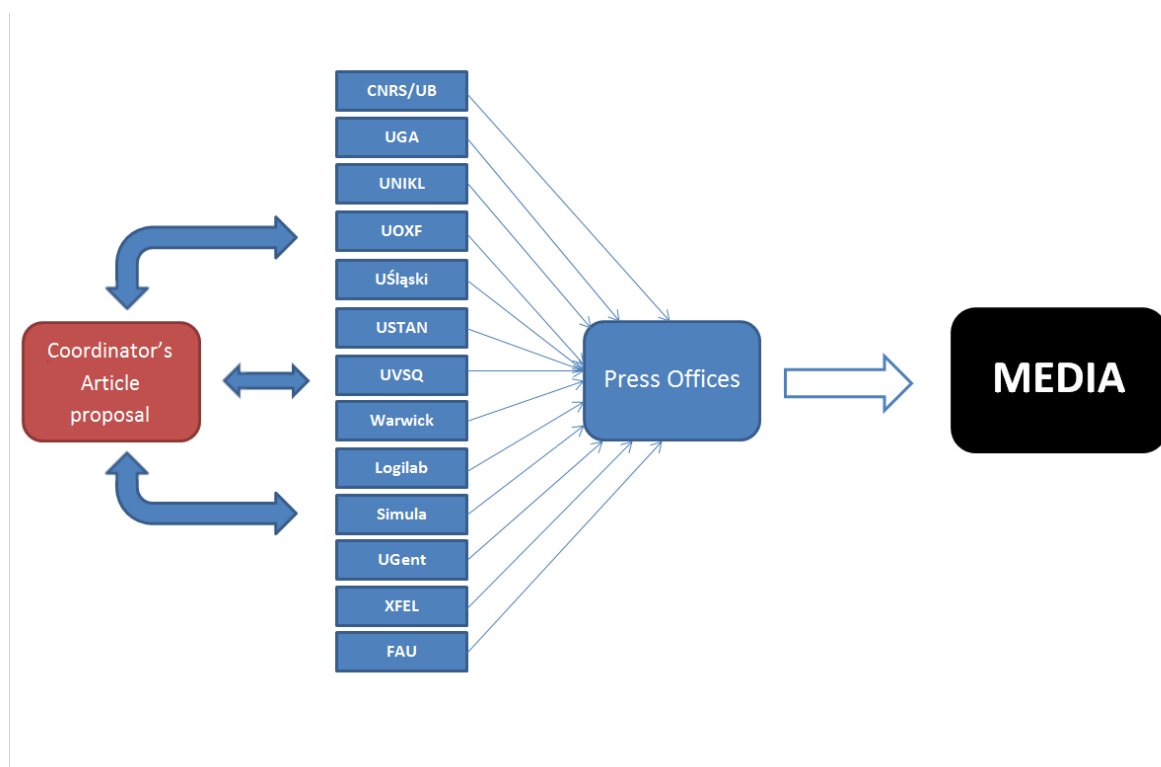 CNRS/UB
UGA
UNIKL
UOXF
UŚląski
USTAN
UVSQ
Warwick
Logilab
Simula
UGent
XFEL
FAU
Coordinator's
Article
proposal
Press Offices
MEDIA